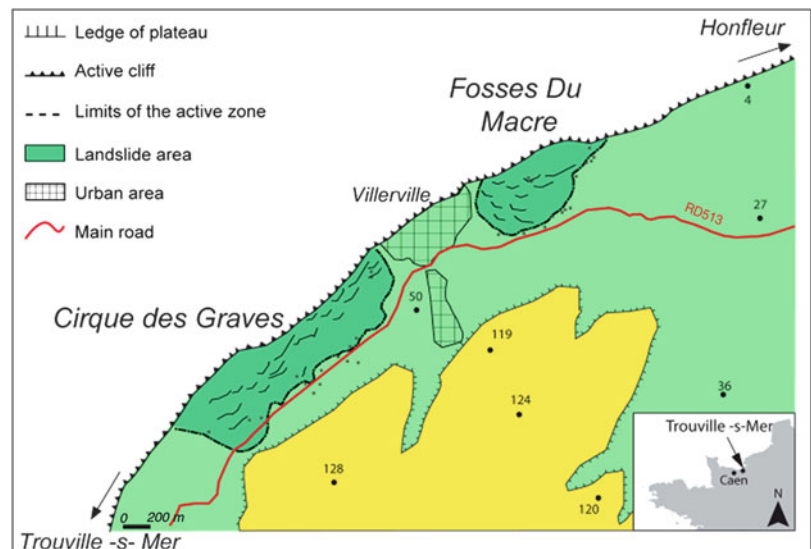 Ledge of plateau
Active cliff
Limits of the active zone
Landslide area
Urban area
Main road
Honfleur
Fosses Du
Macre
4
Villerville
27
RD513
Cirque des Graves
50
119
124
36
128
120
Trouville -s-Mer
Caen
N
0 200 m
Trouville -s- Mer